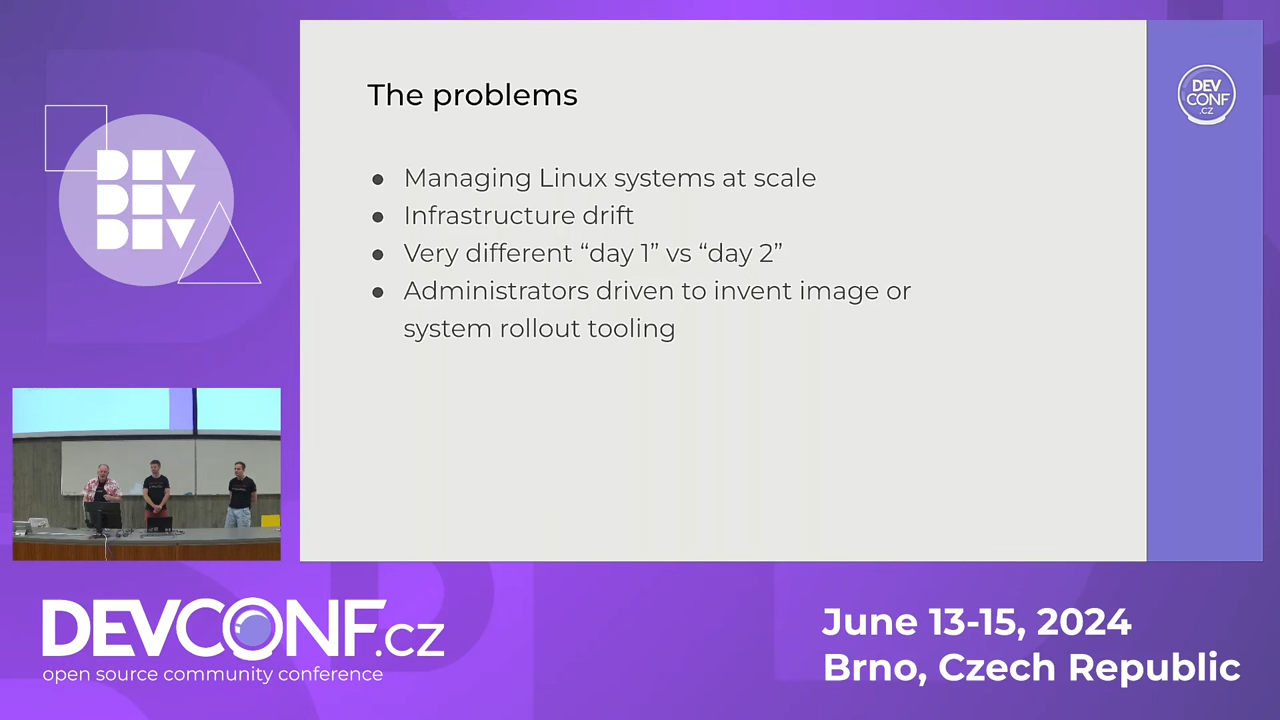 The problems
● Managing Linux systems at scale
● Infrastructure drift
● Very different “day 1” vs “day 2”
● Administrators driven to invent image or
system rollout tooling
DEV
CONF
.CZ
DEV
DEV
DEV
DEVCONF.cz
open source community conference
June 13-15, 2024
Brno, Czech Republic